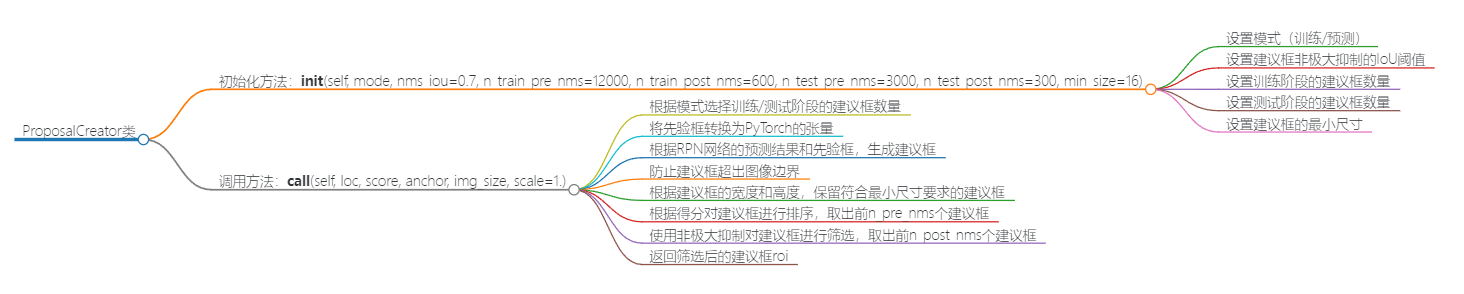 ProposalCreator类
初始化方法：init(self, mode, nms_iou=0.7, n_train_pre_nms=12000, n_train_post_nms=600, n_test_pre_nms=3000, n_test_post_nms=300, min_size=16)
设置模式（训练/预测）
设置建议框非极大抑制的IoU阈值
设置训练阶段的建议框数量
设置测试阶段的建议框数量
设置建议框的最小尺寸
调用方法：call(self, loc, score, anchor, img_size, scale=1.)
根据模式选择训练/测试阶段的建议框数量
将先验框转换为PyTorch的张量
根据RPN网络的预测结果和先验框，生成建议框
防止建议框超出图像边界
根据建议框的宽度和高度，保留符合最小尺寸要求的建议框
根据得分对建议框进行排序，取出前n_pre_nms个建议框
使用非极大抑制对建议框进行筛选，取出前n_post_nms个建议框
返回筛选后的建议框roi